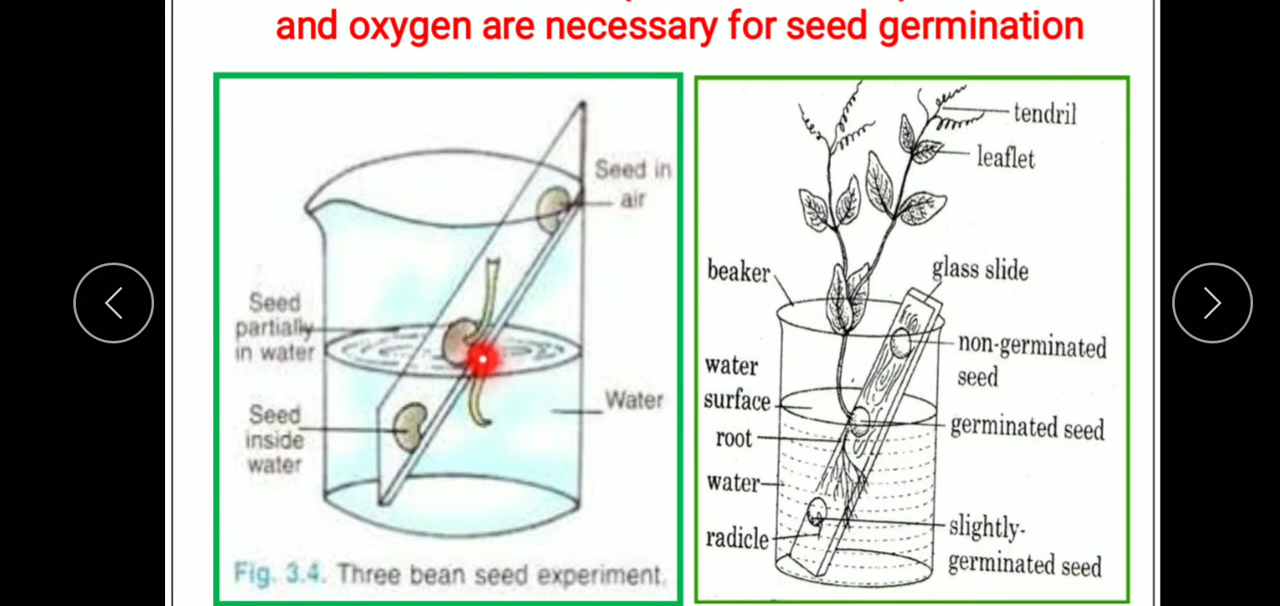 and oxygen are necessary for seed germination
Seed in
air
Seed
partially
in water
Seed
inside
water
Water
Fig. 3.4. Three bean seed experiment.
tendril
leaflet
beaker
glass slide
non-germinated
seed
water
surface
germinated seed
root
water
radicle
slightly-
germinated seed